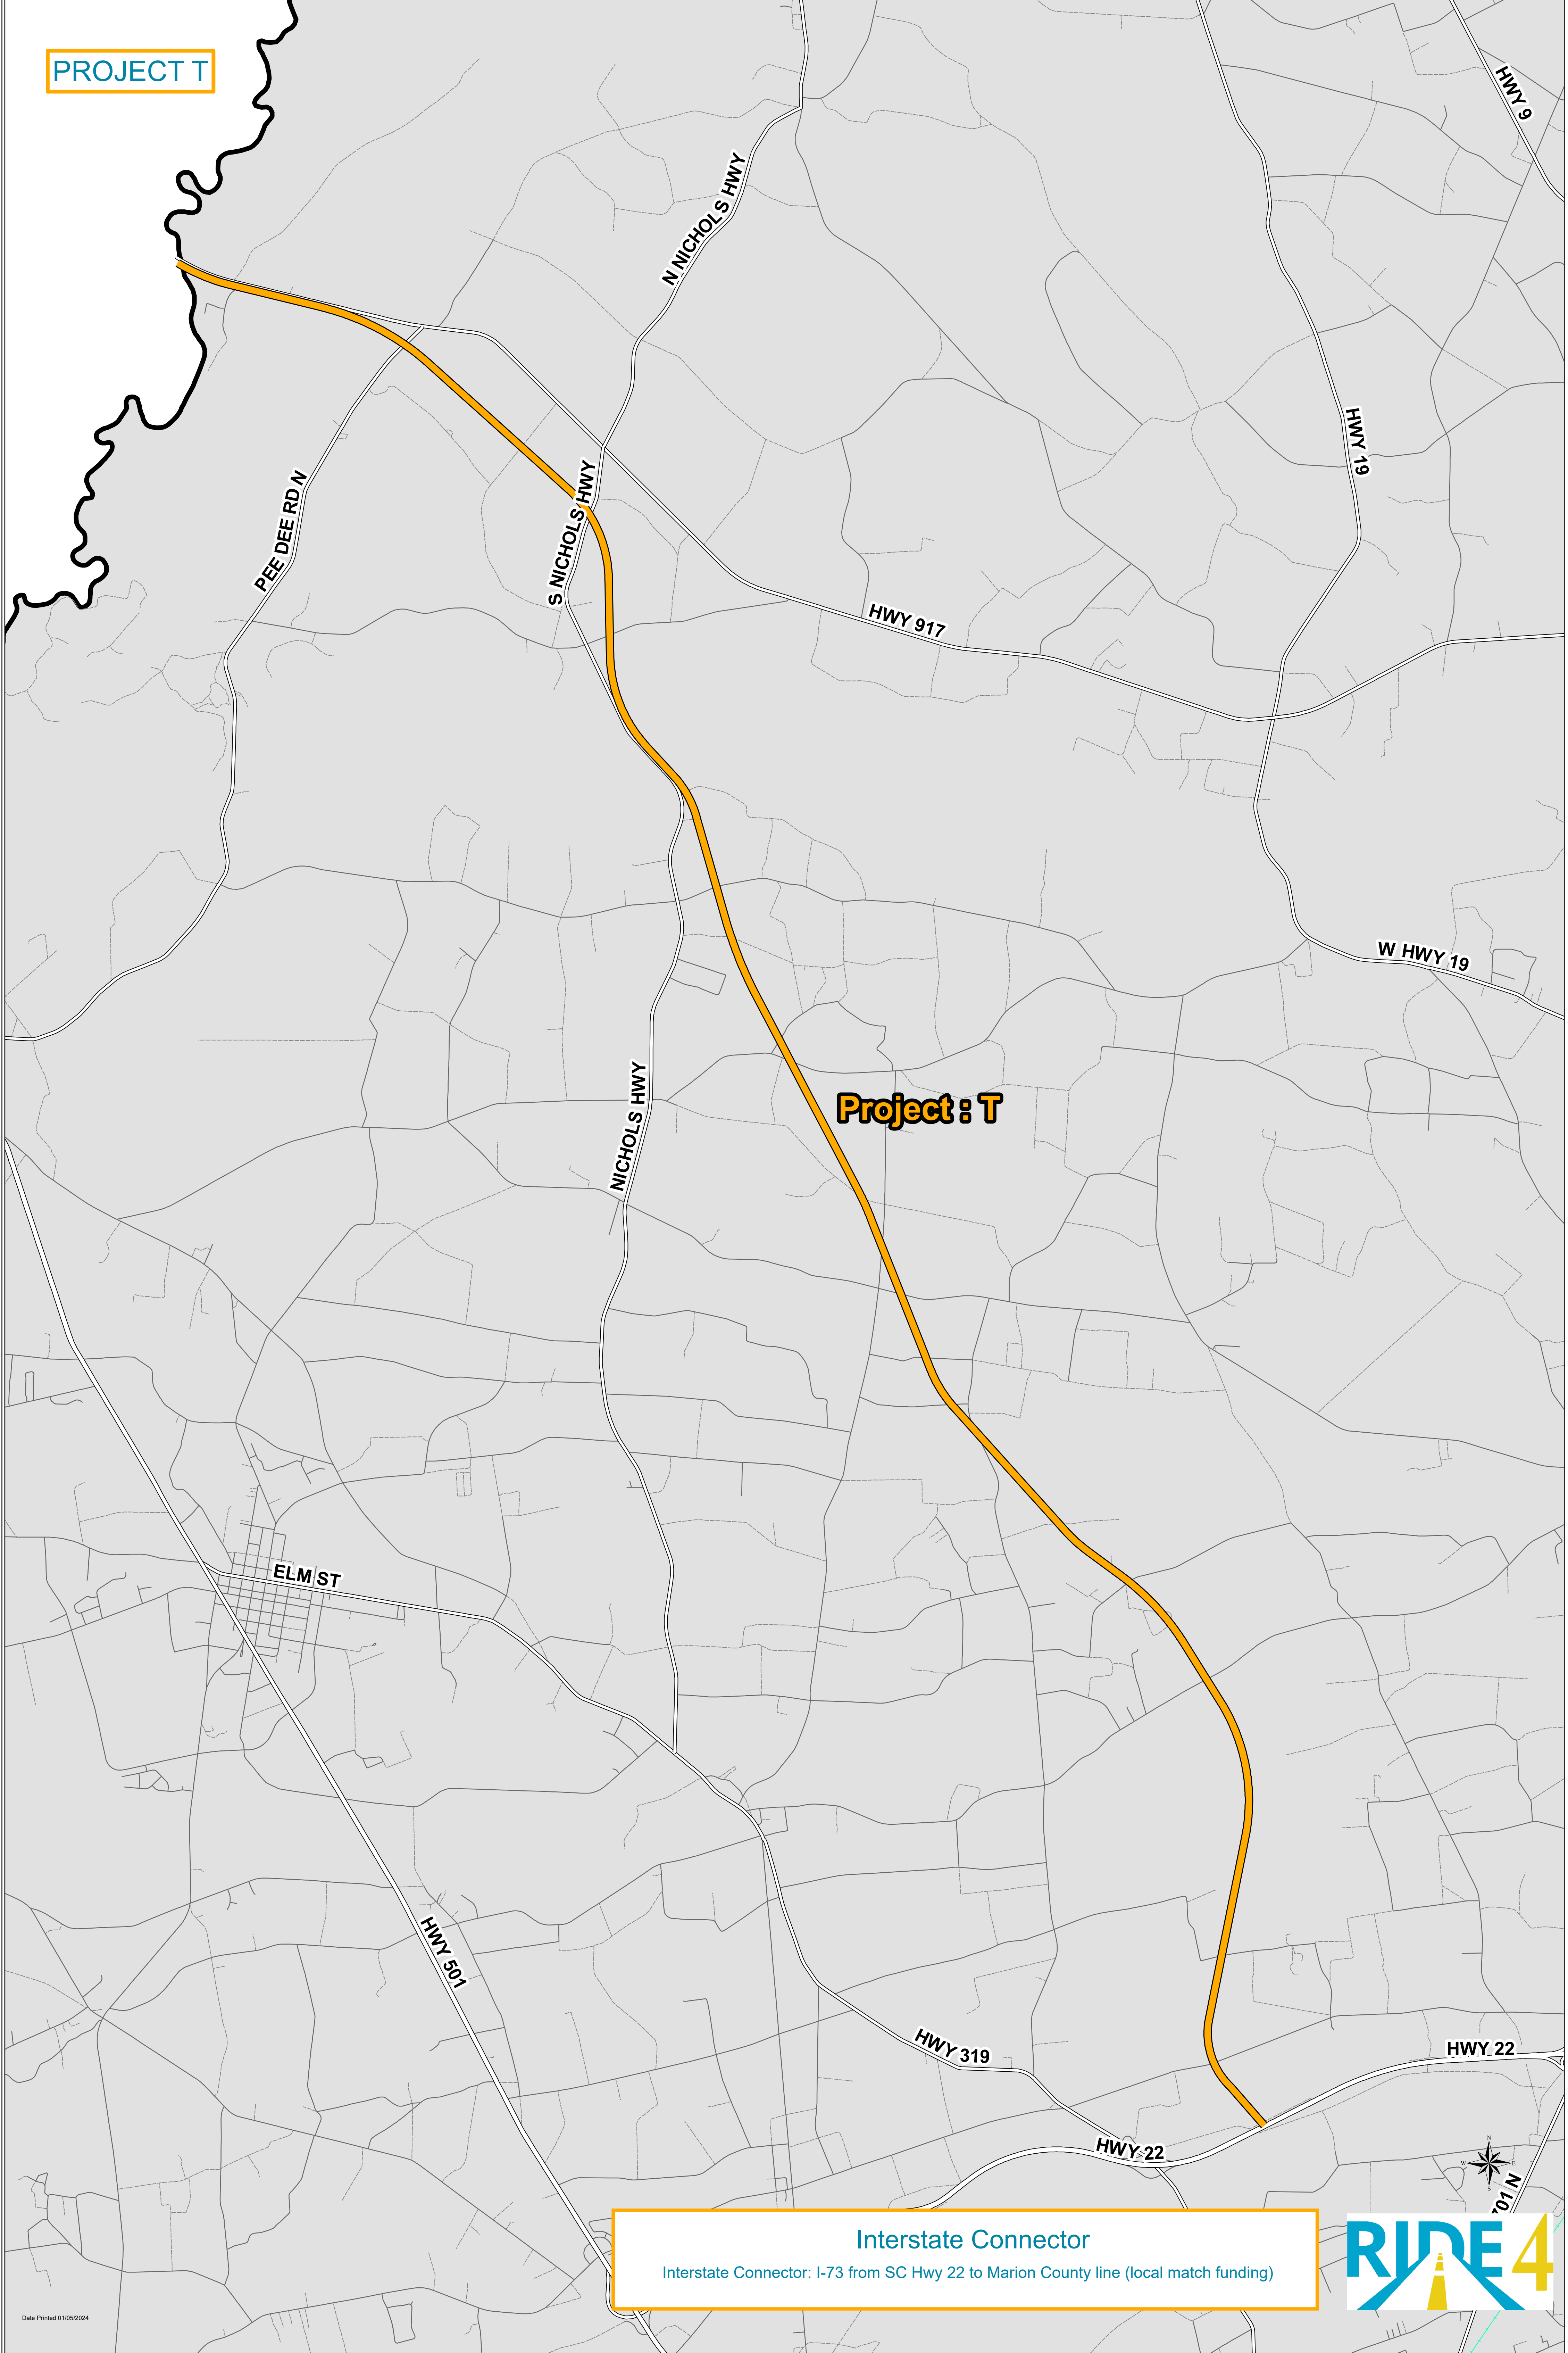 PROJECT T
HWY 9
N NICHOLS HWY
HWY 19
S NICHOLS HWY
PEE DEE RD N
HWY 917
W HWY 19
NICHOLS HWY
Project : T
ELM ST
HWY 501
HWY 319
HWY 22
HWY 22
N
W E
S
701 N
Interstate Connector
Interstate Connector: I-73 from SC Hwy 22 to Marion County line (local match funding)
RIDE 4
Date Printed 01/05/2024